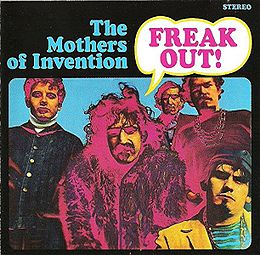 STEREO
The
Mothers
of Invention
FREAK
OUT!